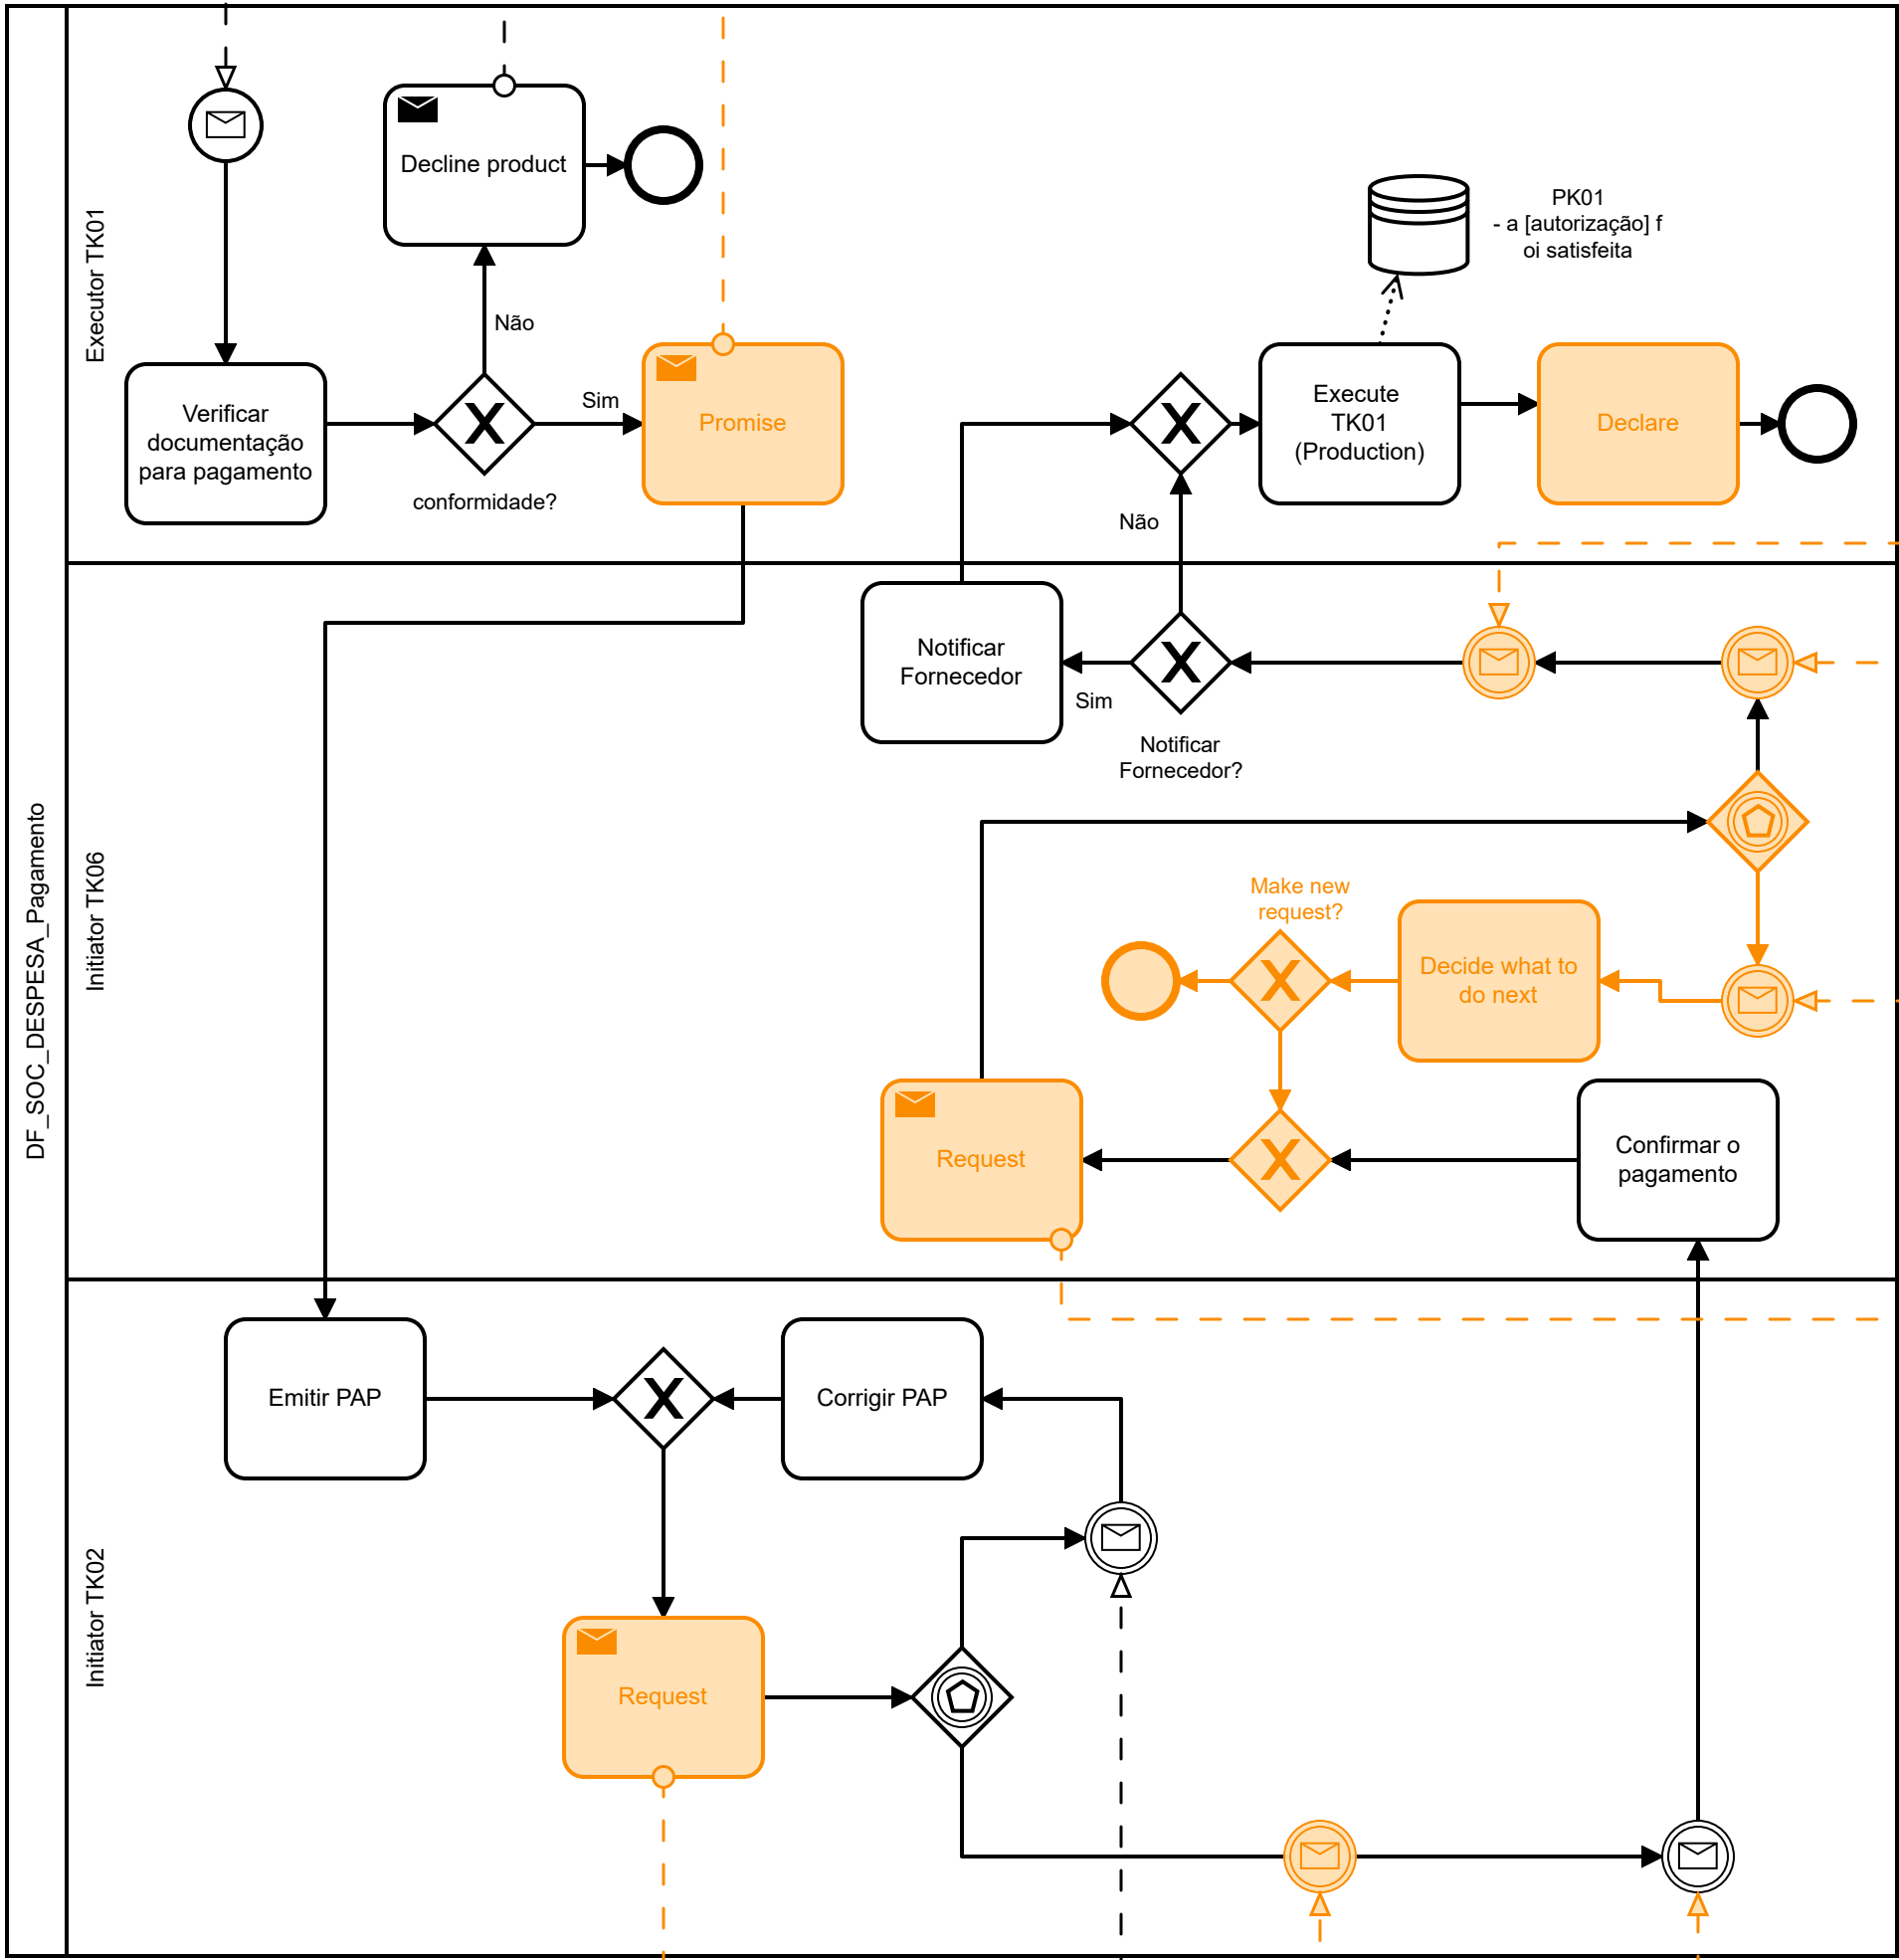 DF_SOC_DESPESA_Pagamento
Executor TK01
Decline product
PK01
- a [autorização] f
oi satisfeita
Não
Verificar
documentação
para pagamento
Sim
Promise
conformidade?
Execute
TK01
(Production)
Declare
Não
Initiator TK06
Notificar
Fornecedor
Sim
Notificar
Fornecedor?
Make new
request?
Decide what to
do next
Request
Confirmar o
pagamento
Initiator TK02
Emitir PAP
Corrigir PAP
Request